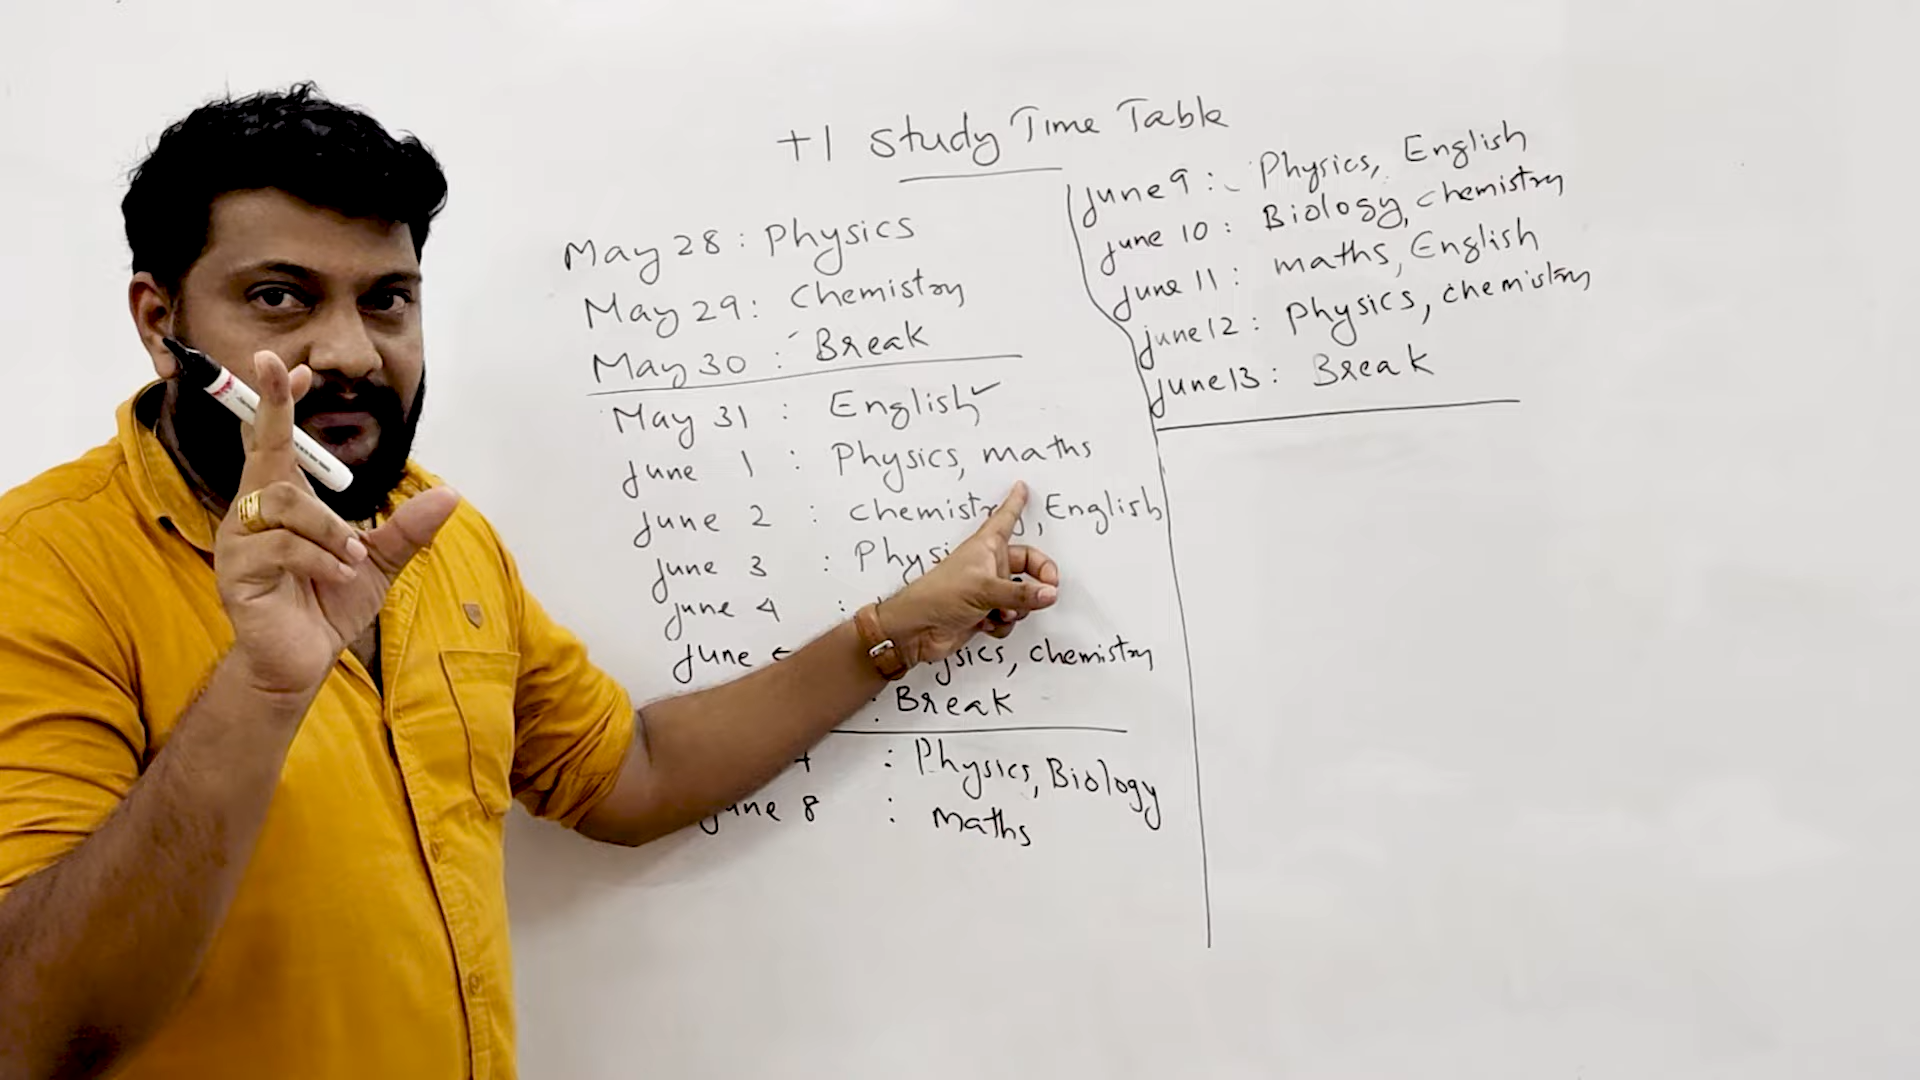 +1 Study Time Table
May 28 : Physics
May 29 : Chemistry
May 30 : Break
May 31 : English
June 1 : Physics, maths
June 2 : chemistry, English
June 3 :
June 4 :
June chemistry
: Break
: Physics, Biology
June 8 : maths
June 9 : Physics, English
June 10 : Biology, chemistry
June 11 : maths, English
June 12 : Physics, chemistry
June 13 : Break